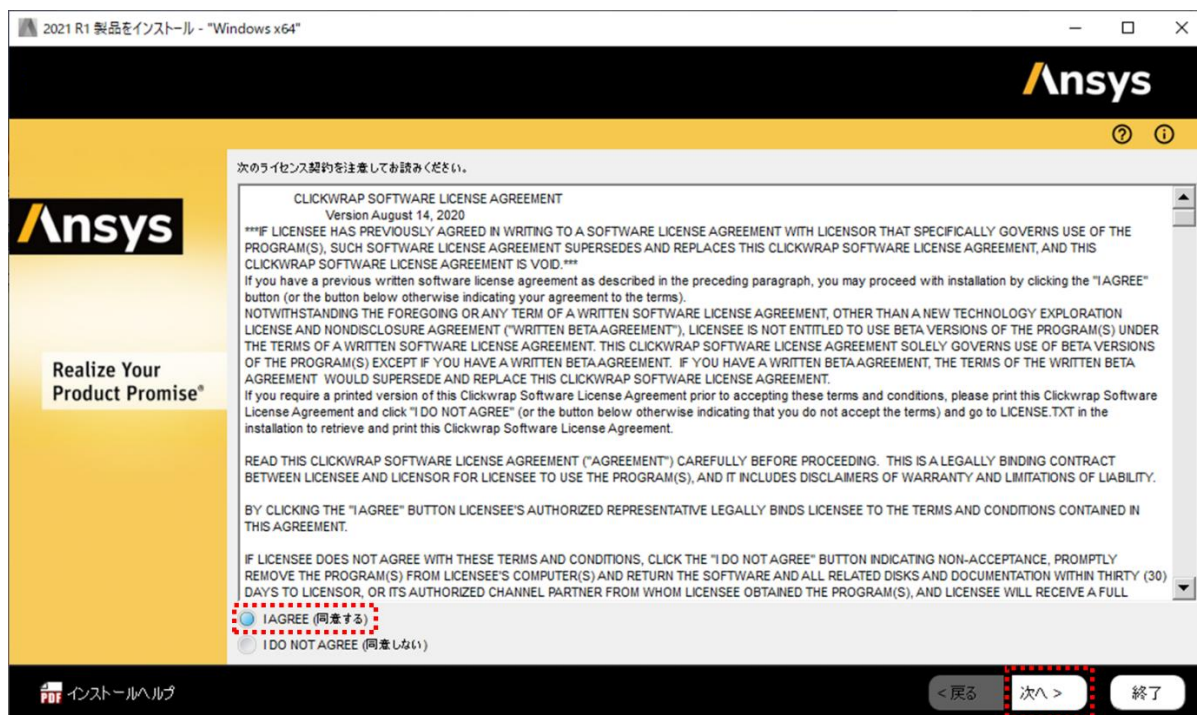 2021 R1 製品をインストール - "Windows x64"
Ansys
次のライセンス契約を注意してお読みください。
Ansys
Realize Your
Product Promise®
CLICKWRAP SOFTWARE LICENSE AGREEMENT
Version August 14, 2020
***IF LICENSEE HAS PREVIOUSLY AGREED IN WRITING TO A SOFTWARE LICENSE AGREEMENT WITH LICENSOR THAT SPECIFICALLY GOVERNS USE OF THE
PROGRAM(S), SUCH SOFTWARE LICENSE AGREEMENT SUPERSEDES AND REPLACES THIS CLICKWRAP SOFTWARE LICENSE AGREEMENT, AND THIS
CLICKWRAP SOFTWARE LICENSE AGREEMENT IS VOID.***
If you have a previous written software license agreement as described in the preceding paragraph, you may proceed with installation by clicking the "I AGREE"
button (or the button below otherwise indicating your agreement to the terms).
NOTWITHSTANDING THE FOREGOING OR ANY TERM OF A WRITTEN SOFTWARE LICENSE AGREEMENT, OTHER THAN A NEW TECHNOLOGY EXPLORATION
LICENSE AND NONDISCLOSURE AGREEMENT ("WRITTEN BETA AGREEMENT"), LICENSEE IS NOT ENTITLED TO USE BETA VERSIONS OF THE PROGRAM(S) UNDER
THE TERMS OF A WRITTEN SOFTWARE LICENSE AGREEMENT. THIS CLICKWRAP SOFTWARE LICENSE AGREEMENT SOLELY GOVERNS USE OF BETA VERSIONS
OF THE PROGRAM(S) EXCEPT IF YOU HAVE A WRITTEN BETA AGREEMENT. IF YOU HAVE A WRITTEN BETA AGREEMENT, THE TERMS OF THE WRITTEN BETA
AGREEMENT WOULD SUPERSEDE AND REPLACE THIS CLICKWRAP SOFTWARE LICENSE AGREEMENT.
If you require a printed version of this Clickwrap Software License Agreement prior to accepting these terms and conditions, please print this Clickwrap Software
License Agreement and click "I DO NOT AGREE" (or the button below otherwise indicating that you do not accept the terms) and go to LICENSE.TXT in the
installation to retrieve and print this Clickwrap Software License Agreement.
READ THIS CLICKWRAP SOFTWARE LICENSE AGREEMENT ("AGREEMENT") CAREFULLY BEFORE PROCEEDING. THIS IS A LEGALLY BINDING CONTRACT
BETWEEN LICENSEE AND LICENSOR FOR LICENSEE TO USE THE PROGRAM(S), AND IT INCLUDES DISCLAIMERS OF WARRANTY AND LIMITATIONS OF LIABILITY.
BY CLICKING THE "I AGREE" BUTTON LICENSEE'S AUTHORIZED REPRESENTATIVE LEGALLY BINDS LICENSEE TO THE TERMS AND CONDITIONS CONTAINED IN
THIS AGREEMENT.
IF LICENSEE DOES NOT AGREE WITH THESE TERMS AND CONDITIONS, CLICK THE "I DO NOT AGREE" BUTTON INDICATING NON-ACCEPTANCE, PROMPTLY
REMOVE THE PROGRAM(S) FROM LICENSEE'S COMPUTER(S) AND RETURN THE SOFTWARE AND ALL RELATED DISKS AND DOCUMENTATION WITHIN THIRTY (30)
DAYS TO LICENSOR, OR ITS AUTHORIZED CHANNEL PARTNER FROM WHOM LICENSEE OBTAINED THE PROGRAM(S), AND LICENSEE WILL RECEIVE A FULL
I AGREE (同意する)
I DO NOT AGREE (同意しない)
PDF インストールヘルプ
< 戻る 次へ > 終了